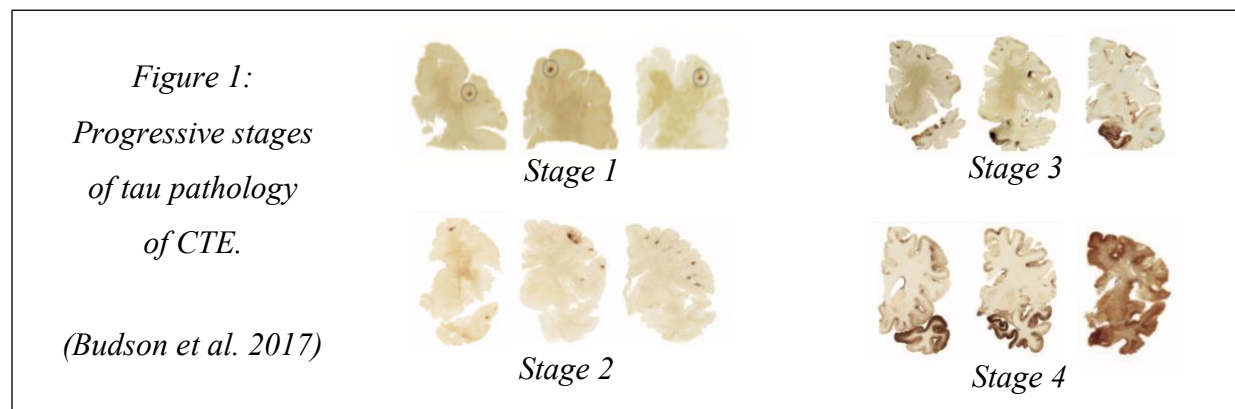 Figure 1:
Progressive stages
of tau pathology
of CTE.
(Budson et al. 2017)
Stage 1
Stage 2
Stage 3
Stage 4